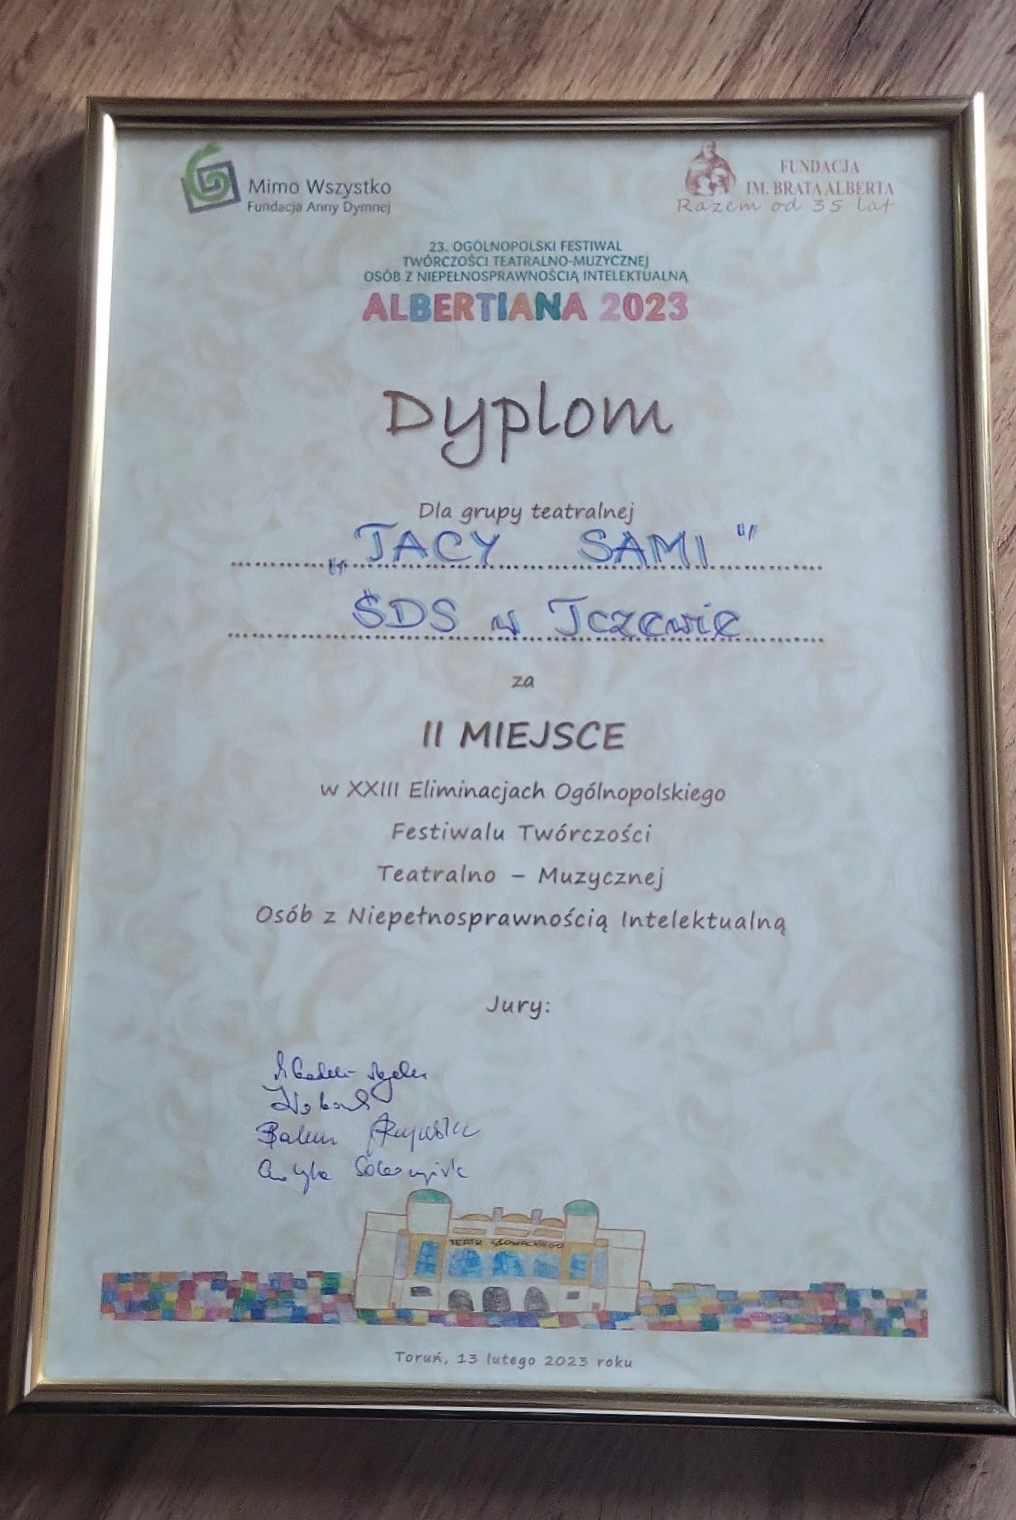 Mimo Wszystko
Fundacja Anny Dymnej
FUNDACJA
IM. BRATA ALBERTA
Razem od 35 lat
23. OGÓLNOPOLSKI FESTIWAL
TWÓRCZOŚCI TEATRALNO-MUZYCZNEJ
OSÓB Z NIEPEŁNOSPRAWNOŚCIĄ INTELEKTUALNĄ
ALBERTIANA 2023
Dyplom
Dla grupy teatralnej
„TACY SAMI"
ŚDS w Tczewie
za
II MIEJSCE
w XXIII Eliminacjach Ogólnopolskiego
Festiwalu Twórczości
Teatralno – Muzycznej
Osób z Niepełnosprawnością Intelektualną
Jury:
TEATR SŁOWACKIEGO
Toruń, 13 lutego 2023 roku